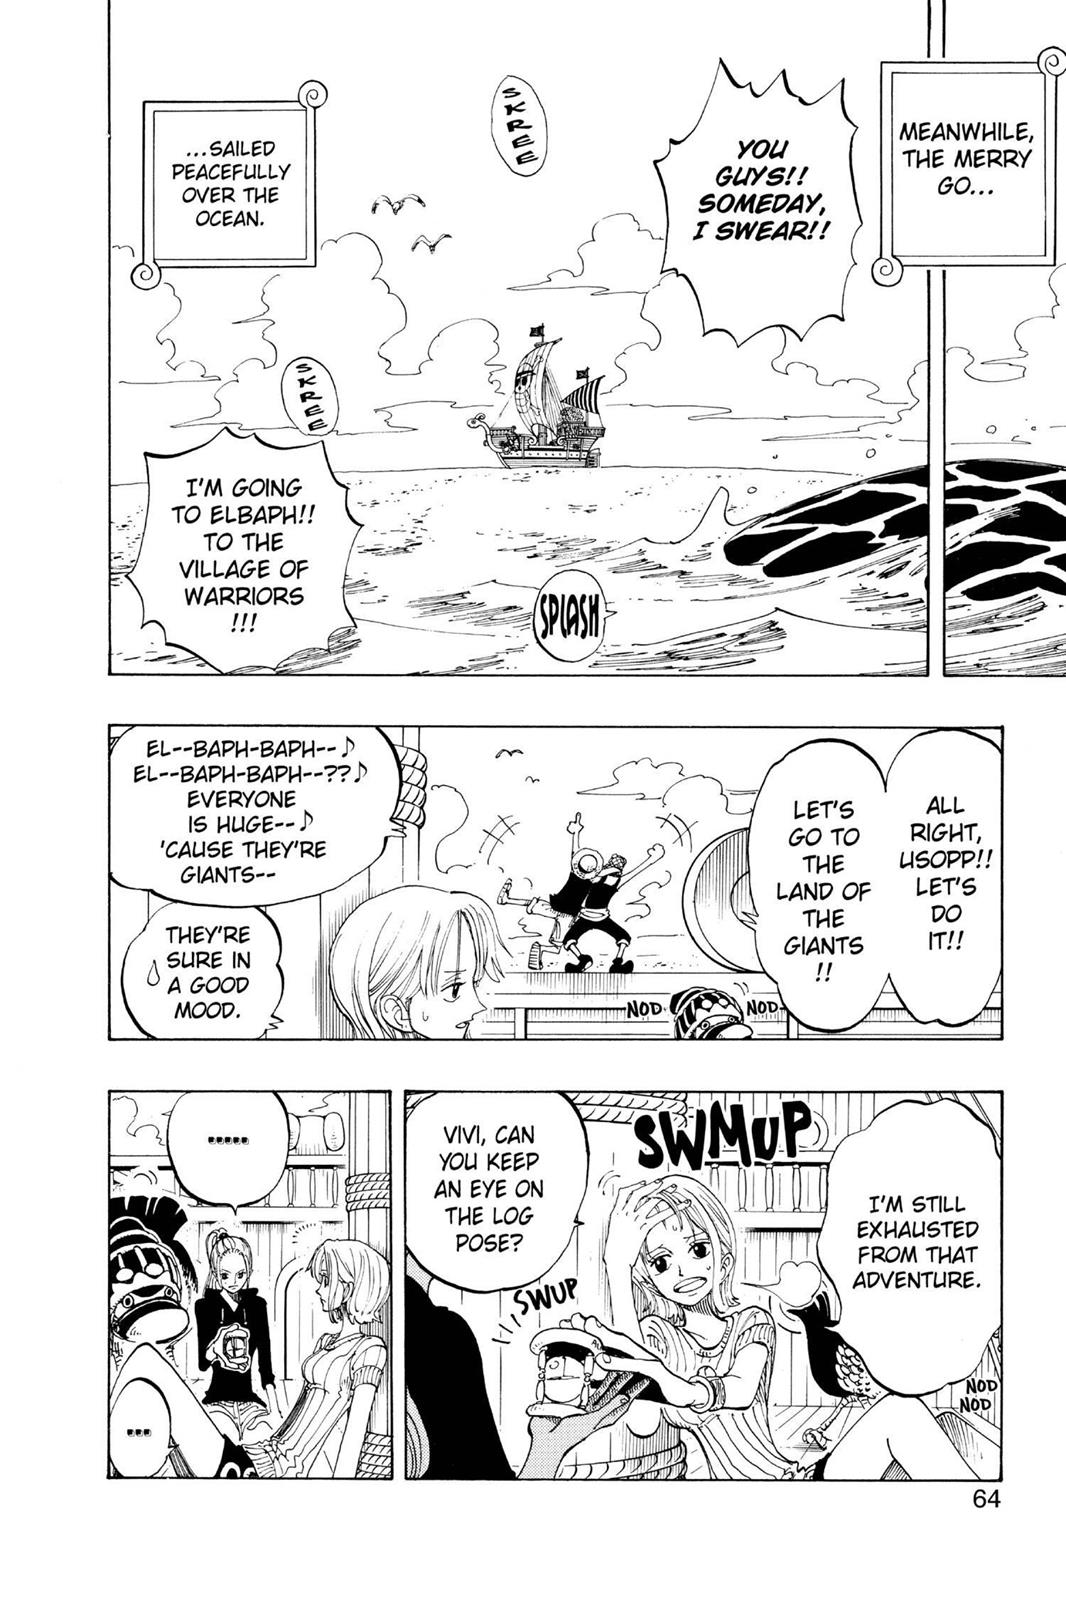 MEANWHILE,
THE MERRY
GO...
YOU
GUYS!!
SOMEDAY,
I SWEAR!!
SKREE
...SAILED
PEACEFULLY
OVER THE
OCEAN.
SKREE
I'M GOING
TO ELBAPH!!
TO THE
VILLAGE OF
WARRIORS
!!!
SPLASH
ALL
RIGHT,
USOPP!!
LET'S
DO
IT!!
LET'S
GO TO
THE
LAND OF
THE
GIANTS
!!
NOD
NOD
EL--BAPH-BAPH--♪
EL--BAPH-BAPH--??♪
EVERYONE
IS HUGE--♪
'CAUSE THEY'RE
GIANTS--
THEY'RE
SURE IN
A GOOD
MOOD.
I'M STILL
EXHAUSTED
FROM THAT
ADVENTURE.
NOD
NOD
SWMUP
VIVI, CAN
YOU KEEP
AN EYE ON
THE LOG
POSE?
SWUP
.....
...
64